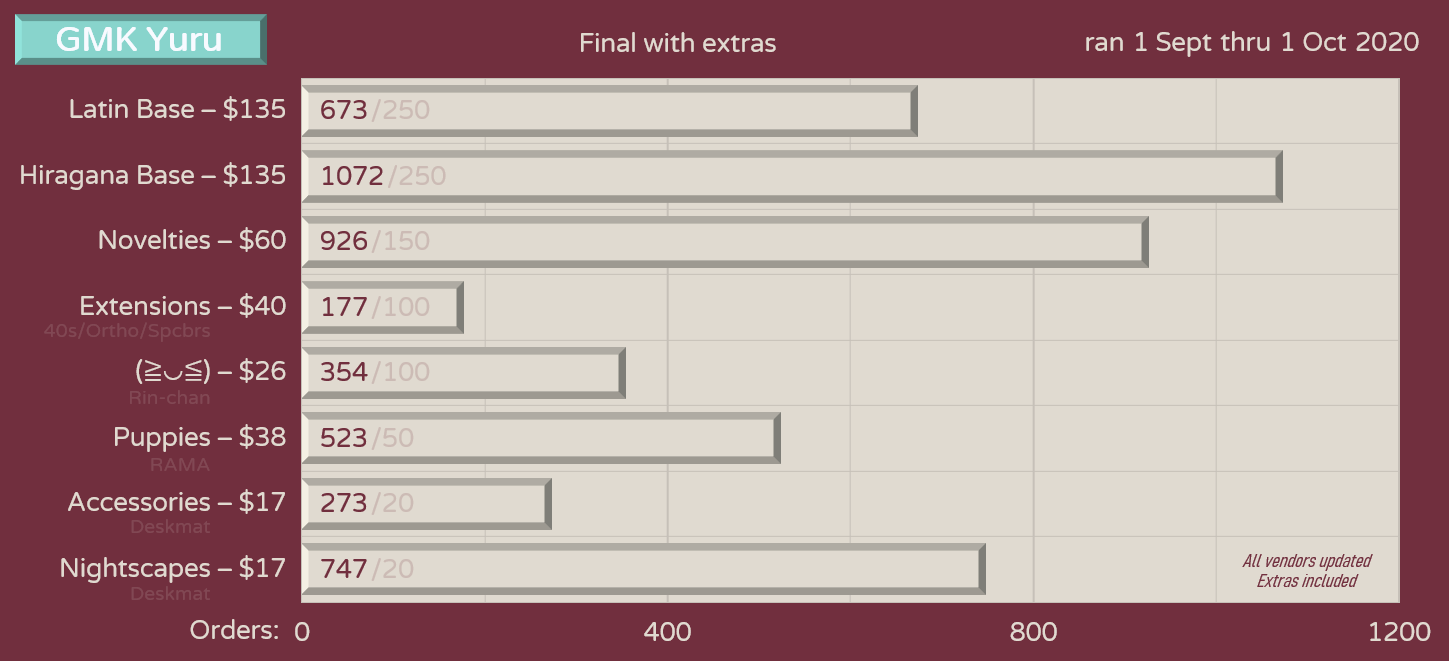 GMK Yuru
Final with extras
ran 1 Sept thru 1 Oct 2020
Latin Base – $135
673/250
Hiragana Base – $135
1072/250
Novelties – $60
926/150
Extensions – $40
40s/Ortho/Spcbrs
177/100
(≧◡≦) – $26
Rin-chan
354/100
Puppies – $38
RAMA
523/50
Accessories – $17
Deskmat
273/20
Nightscapes – $17
Deskmat
747/20
All vendors updated
Extras included
Orders: 0 400 800 1200